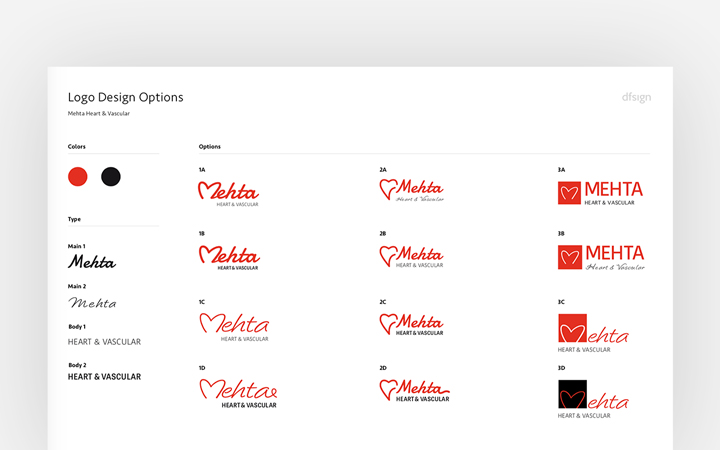 Logo Design Options
dfsign
Mehta Heart & Vascular
Colors
Type
Main 1
Mehta
Main 2
Mehta
Body 1
HEART & VASCULAR
Body 2
HEART & VASCULAR
Options
1A
Mehta
HEART & VASCULAR
2A
Mehta
Heart & Vascular
3A
MEHTA
HEART & VASCULAR
1B
Mehta
HEART & VASCULAR
2B
Mehta
HEART & VASCULAR
3B
MEHTA
Heart & Vascular
1C
Mehta
HEART & VASCULAR
2C
Mehta
HEART & VASCULAR
3C
Mehta
HEART & VASCULAR
1D
Mehta
HEART & VASCULAR
2D
Mehta
HEART & VASCULAR
3D
Mehta
HEART & VASCULAR